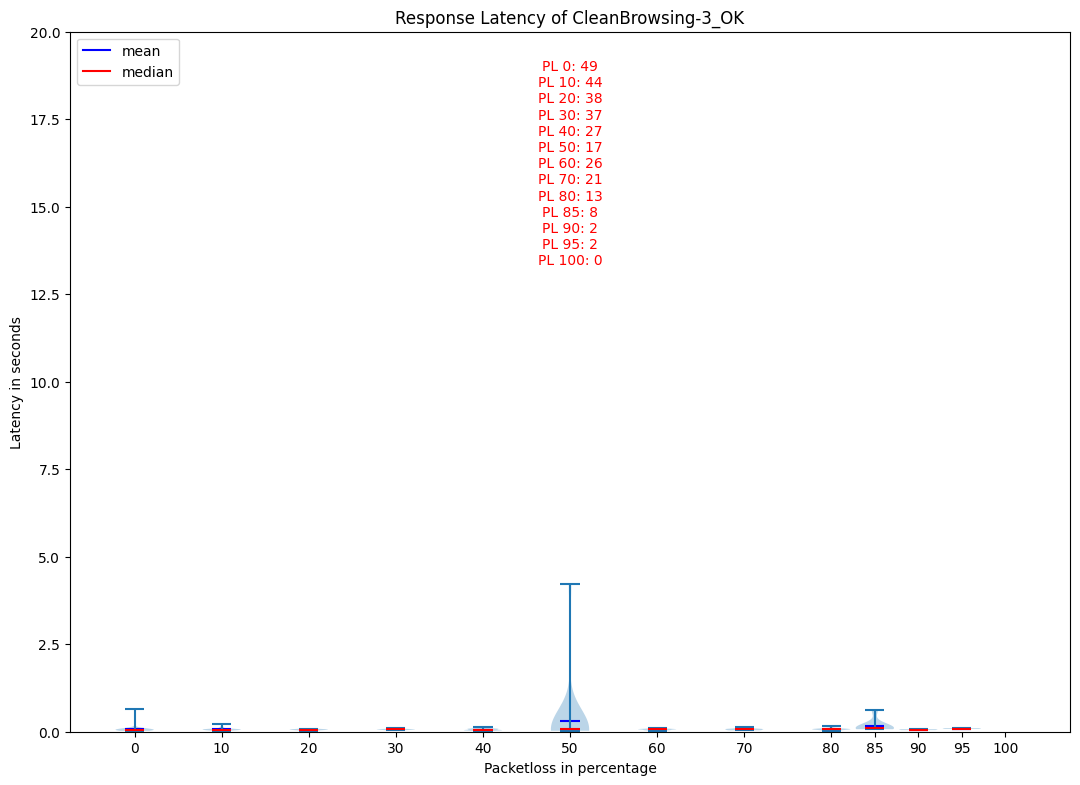 Response Latency of CleanBrowsing-3_OK
mean
median
PL 0: 49
PL 10: 44
PL 20: 38
PL 30: 37
PL 40: 27
PL 50: 17
PL 60: 26
PL 70: 21
PL 80: 13
PL 85: 8
PL 90: 2
PL 95: 2
PL 100: 0
Latency in seconds
20.0
17.5
15.0
12.5
10.0
7.5
5.0
2.5
0.0
0 10 20 30 40 50 60 70 80 85 90 95 100
Packetloss in percentage